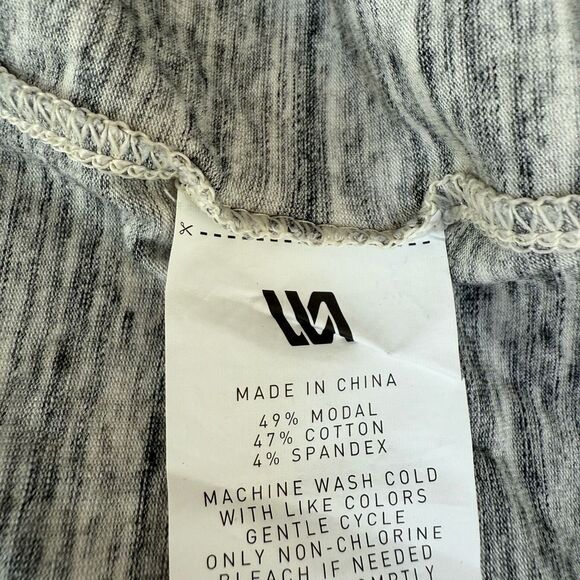 MADE IN CHINA
49% MODAL
47% COTTON
4% SPANDEX
MACHINE WASH COLD
WITH LIKE COLORS
GENTLE CYCLE
ONLY NON-CHLORINE
BLEACH IF NEEDED
PROMPTLY